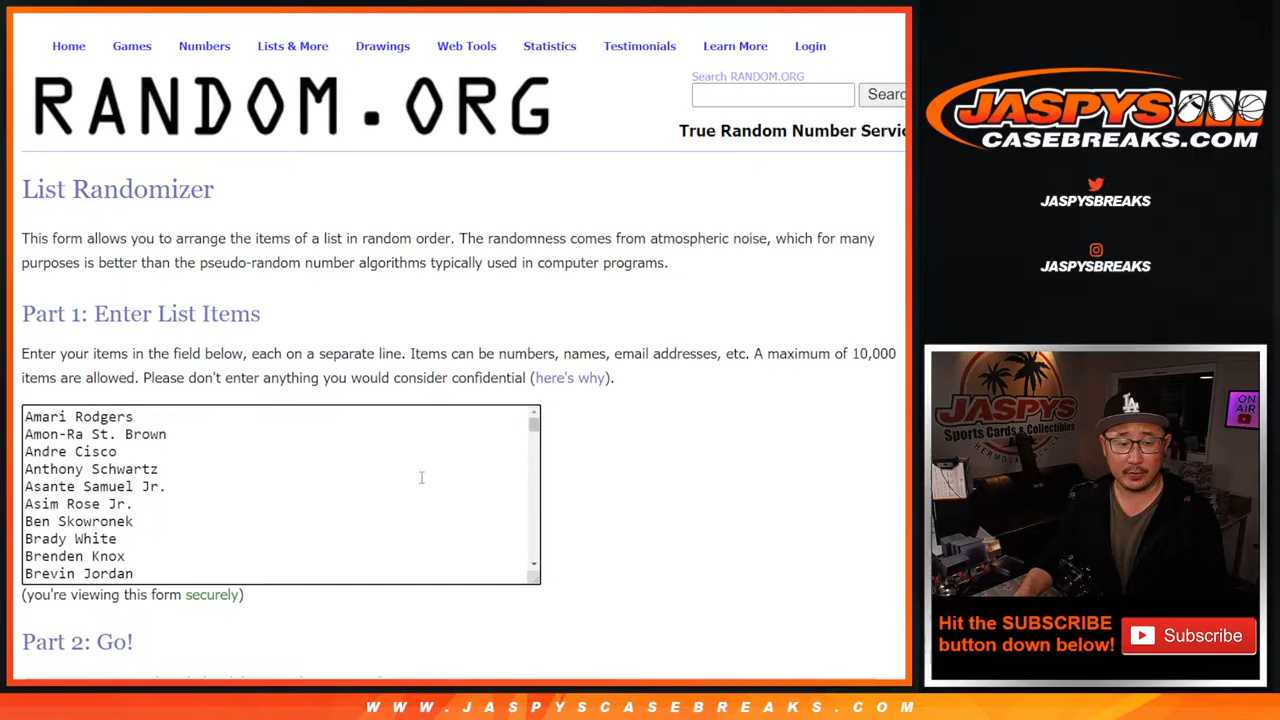 Home Games Numbers Lists & More Drawings Web Tools Statistics Testimonials Learn More Login
RANDOM.ORG
Search RANDOM.ORG
Searc
True Random Number Servic
List Randomizer
This form allows you to arrange the items of a list in random order. The randomness comes from atmospheric noise, which for many
purposes is better than the pseudo-random number algorithms typically used in computer programs.
Part 1: Enter List Items
Enter your items in the field below, each on a separate line. Items can be numbers, names, email addresses, etc. A maximum of 10,000
items are allowed. Please don't enter anything you would consider confidential (here's why).
Amari Rodgers
Amon-Ra St. Brown
Andre Cisco
Anthony Schwartz
Asante Samuel Jr.
Asim Rose Jr.
Ben Skowronek
Brady White
Brenden Knox
Brevin Jordan
(you're viewing this form securely)
Part 2: Go!
JASPYS
CASEBREAKS.COM
JASPYSBREAKS
JASPYSBREAKS
JASPYS
Sports Cards & Collectibles
LA
ON
AIR
Hit the SUBSCRIBE
button down below!
Subscribe
WWW.JASPYSCASEBREAKS.COM